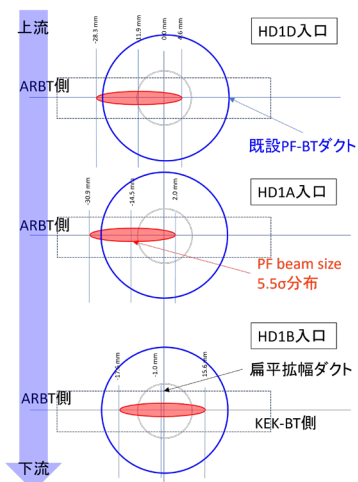 上流
-28.3 mm
-11.9 mm
0.0 mm
4.6 mm
HD1D入口
ARBT側
既設PF-BTダクト
-30.9 mm
-14.5 mm
2.0 mm
HD1A入口
ARBT側
PF beam size
5.5σ分布
HD1B入口
-17.6 mm
-1.0 mm
15.6 mm
扁平拡幅ダクト
ARBT側
KEK-BT側
下流